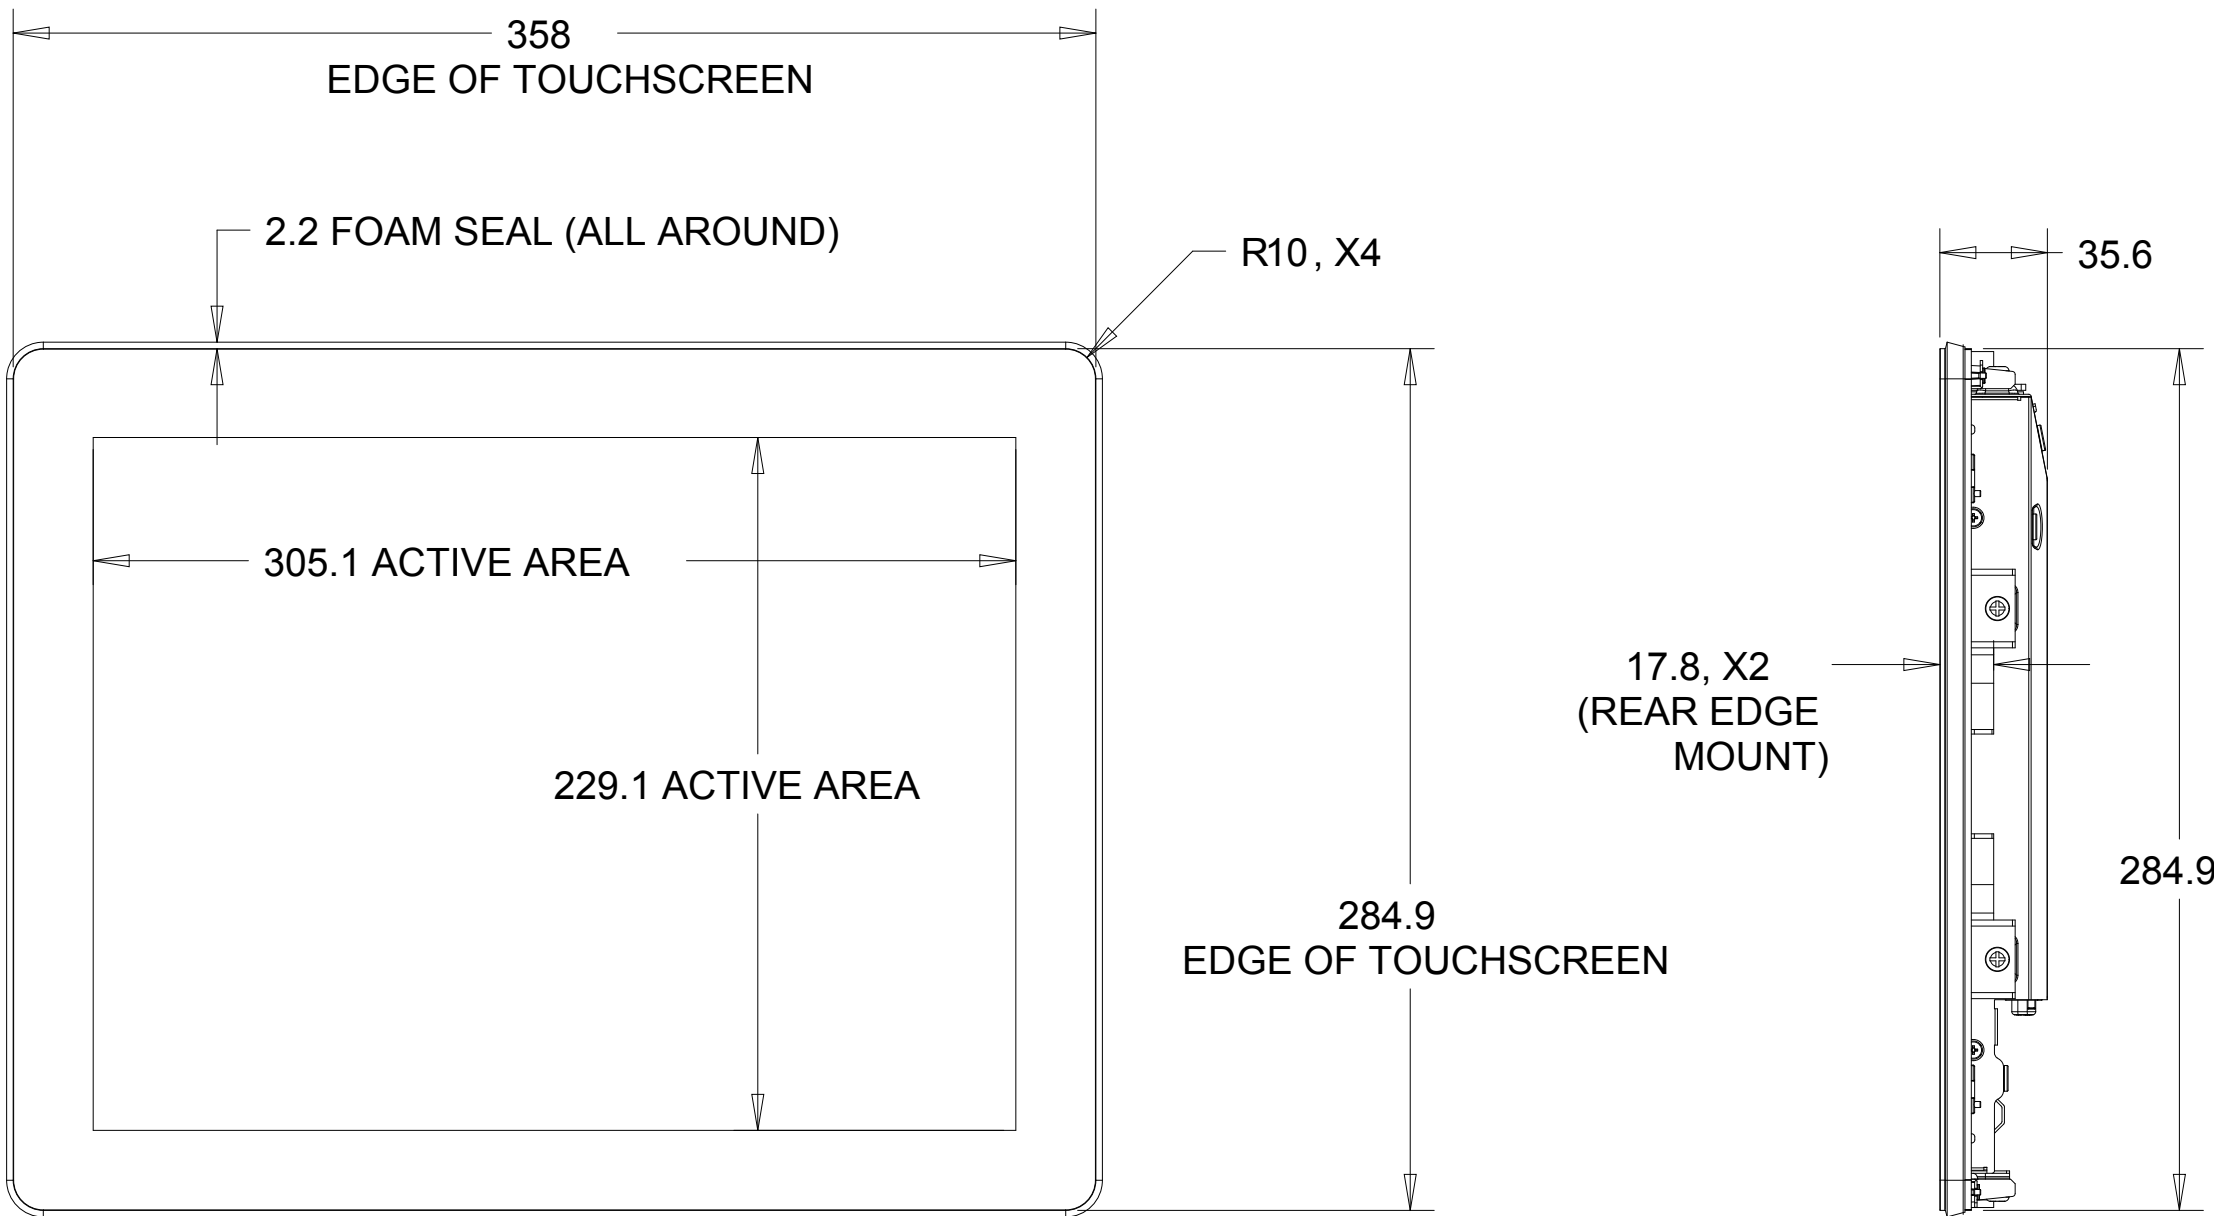 358
EDGE OF TOUCHSCREEN
2.2 FOAM SEAL (ALL AROUND)
R10, X4
35.6
305.1 ACTIVE AREA
17.8, X2
(REAR EDGE
MOUNT)
229.1 ACTIVE AREA
284.9
284.9
EDGE OF TOUCHSCREEN